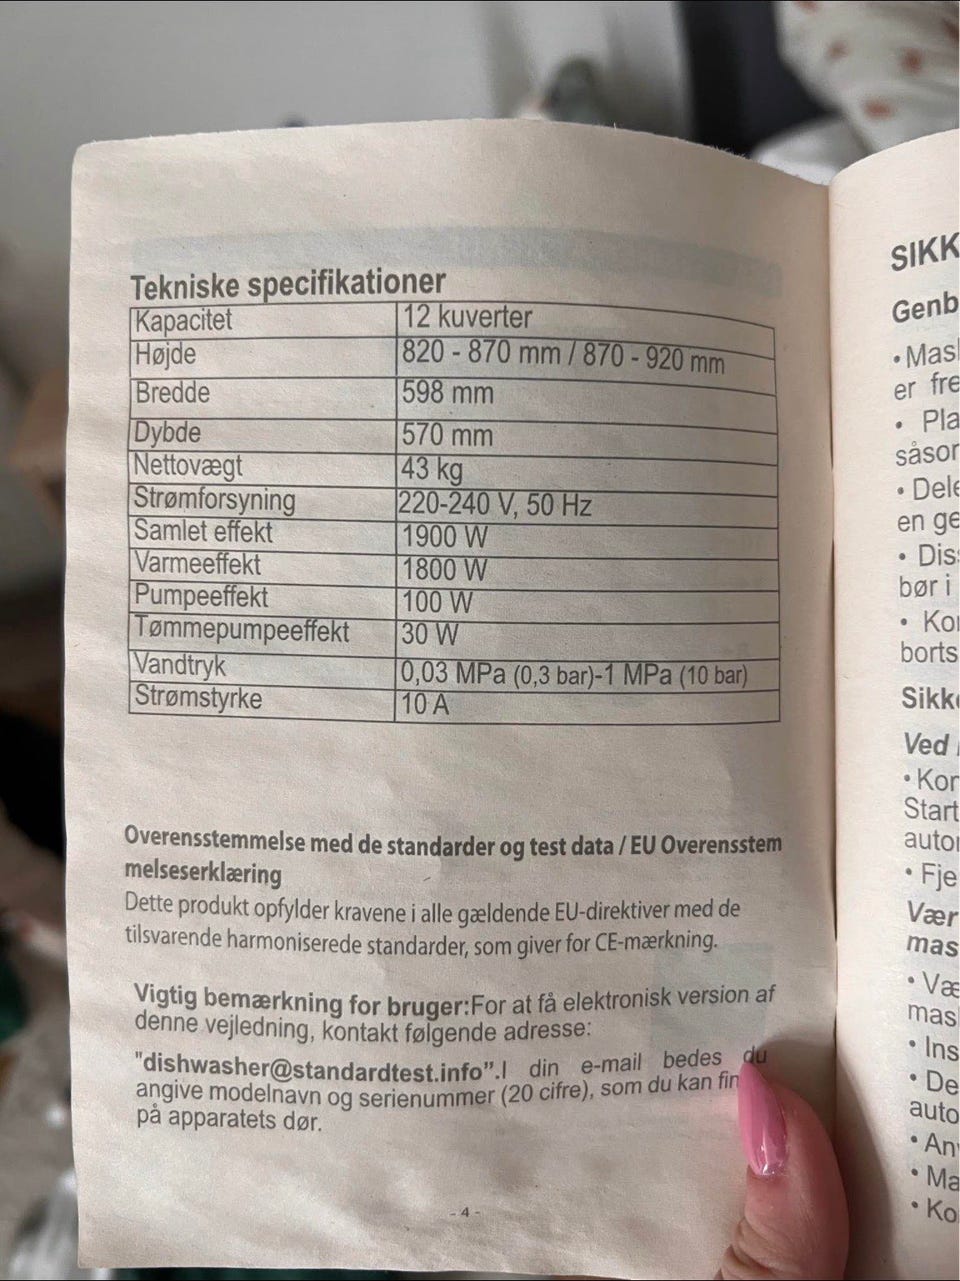 Tekniske specifikationer
Kapacitet 12 kuverter
Højde 820 - 870 mm / 870 - 920 mm
Bredde 598 mm
Dybde 570 mm
Nettovægt 43 kg
Strømforsyning 220-240 V, 50 Hz
Samlet effekt 1900 W
Varmeeffekt 1800 W
Pumpeeffekt 100 W
Tømmepumpeeffekt 30 W
Vandtryk 0,03 MPa (0,3 bar)-1 MPa (10 bar)
Strømstyrke 10 A
Overensstemmelse med de standarder og test data / EU Overensstem
melseserklæring
Dette produkt opfylder kravene i alle gældende EU-direktiver med de
tilsvarende harmoniserede standarder, som giver for CE-mærkning.
Vigtig bemærkning for bruger:For at få elektronisk version af
denne vejledning, kontakt følgende adresse:
"dishwasher@standardtest.info”.I din e-mail bedes du
angive modelnavn og serienummer (20 cifre), som du kan fin
på apparatets dør.
- 4 -
SIKK
Genb
• Mas
er fre
• Pla
såsor
• Dele
en ge
• Dis
bør i
• Ko
borts
Sikke
Ved
• Kor
Start
auto
• Fje
Vær
mas
• Væ
mas
• Ins
• De
auto
• An
• Ma
• Ko